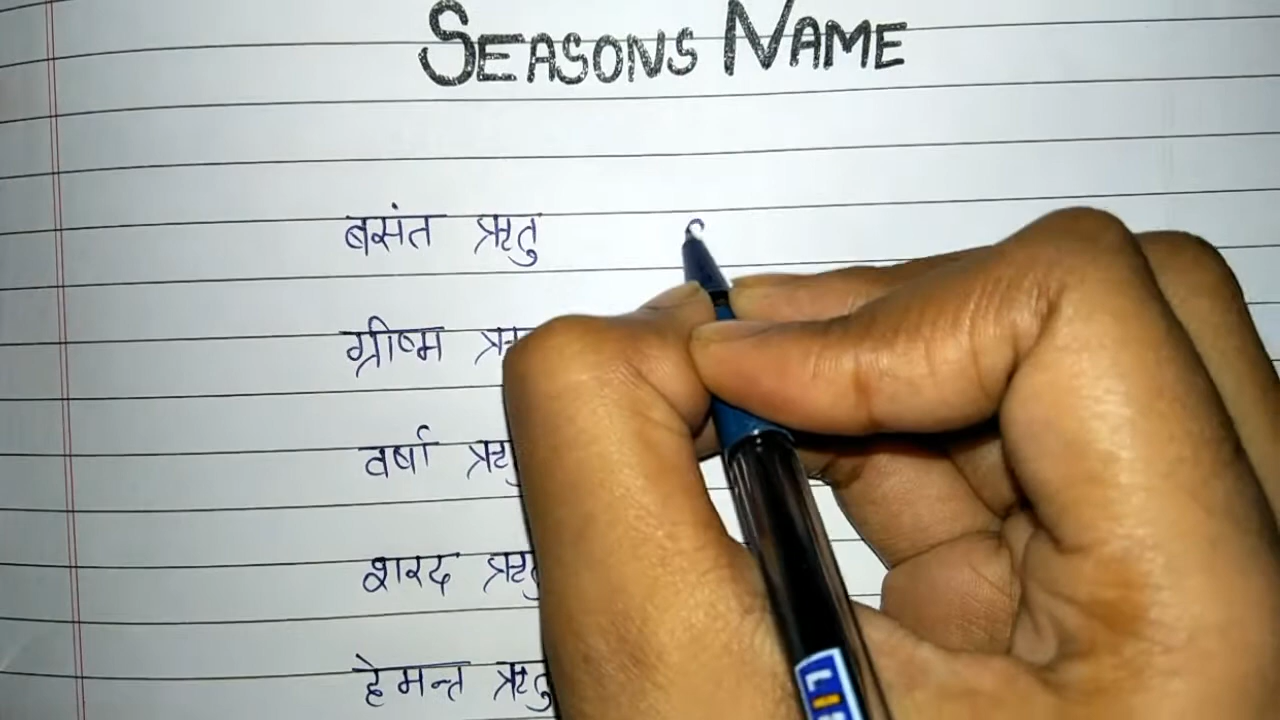 SEASONS NAME
बसंत ऋतु
ग्रीष्म
वर्षा ऋतु
शरद ऋतु
हेमन्त ऋतु